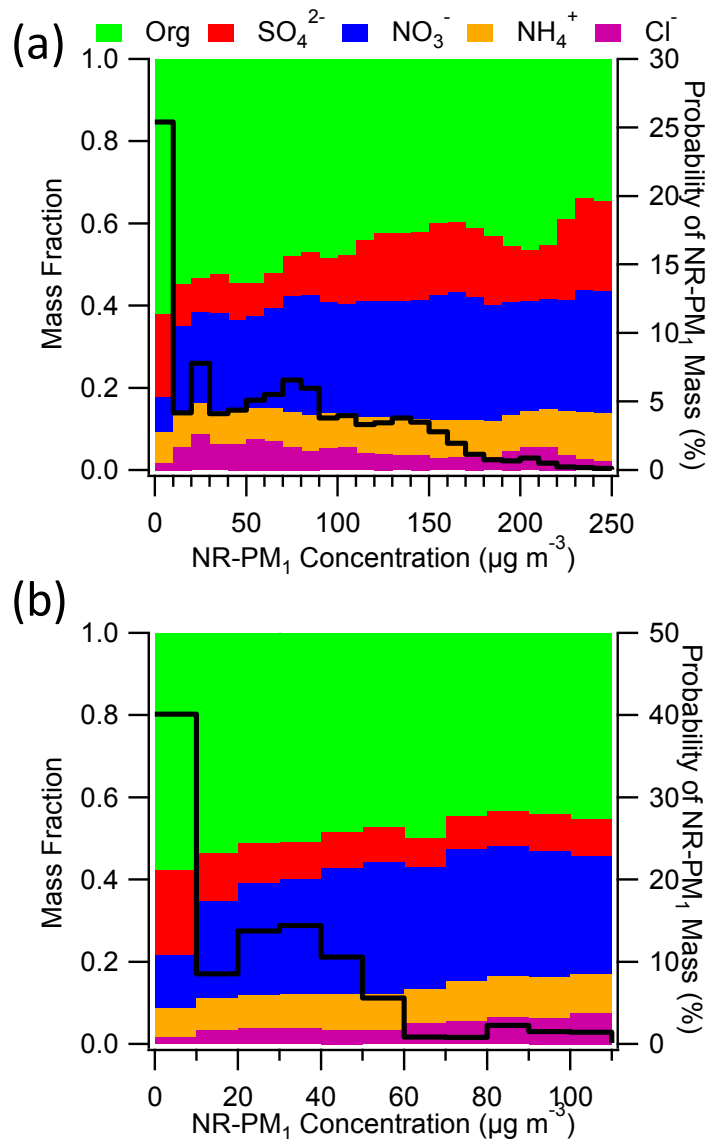 (a)
Org SO₄²⁻ NO₃⁻ NH₄⁺ Cl⁻
1.0
0.8
0.6
0.4
0.2
0.0
Mass Fraction
30
25
20
15
10
5
0
Probability of NR-PM₁ Mass (%)
0 50 100 150 200 250
NR-PM₁ Concentration (µg m⁻³)
(b)
1.0
0.8
0.6
0.4
0.2
0.0
Mass Fraction
50
40
30
20
10
0
Probability of NR-PM₁ Mass (%)
0 20 40 60 80 100
NR-PM₁ Concentration (µg m⁻³)